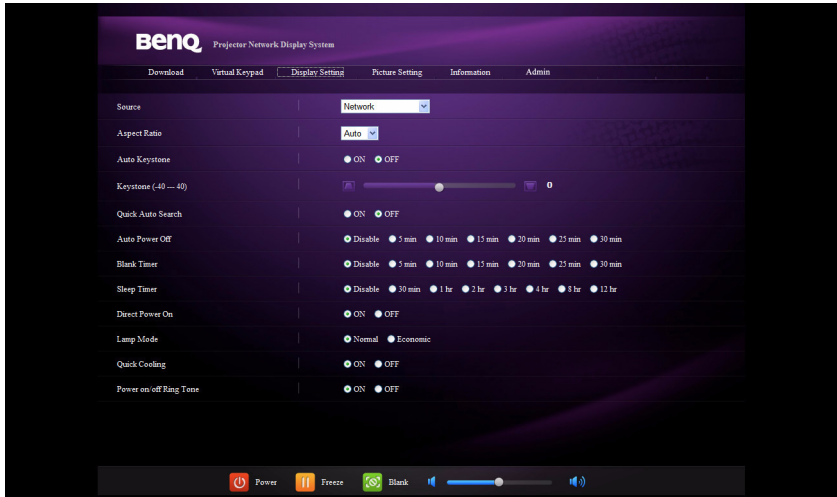 BenQ Projector Network Display System
Download Virtual Keypad Display Setting Picture Setting Information Admin
Source Network
Aspect Ratio Auto
Auto Keystone ON OFF
Keystone (-40 --- 40) 0
Quick Auto Search ON OFF
Auto Power Off Disable 5 min 10 min 15 min 20 min 25 min 30 min
Blank Timer Disable 5 min 10 min 15 min 20 min 25 min 30 min
Sleep Timer Disable 30 min 1 hr 2 hr 3 hr 4 hr 8 hr 12 hr
Direct Power On ON OFF
Lamp Mode Normal Economic
Quick Cooling ON OFF
Power on/off Ring Tone ON OFF
Power Freeze Blank